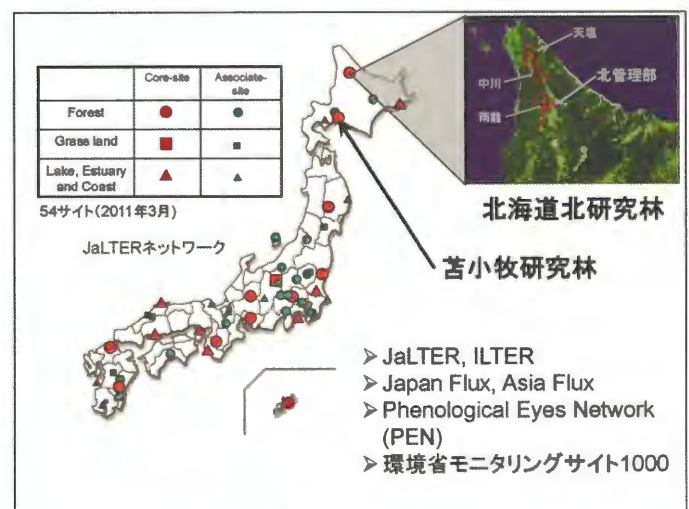 Core-site Associate-site
Forest
Grass land
Lake, Estuary and Coast
54サイト(2011年3月)
JaLTERネットワーク
天塩
中川
北管理部
雨龍
北海道北研究林
苫小牧研究林
➢ JaLTER, ILTER
➢ Japan Flux, Asia Flux
➢ Phenological Eyes Network
(PEN)
➢ 環境省モニタリングサイト1000